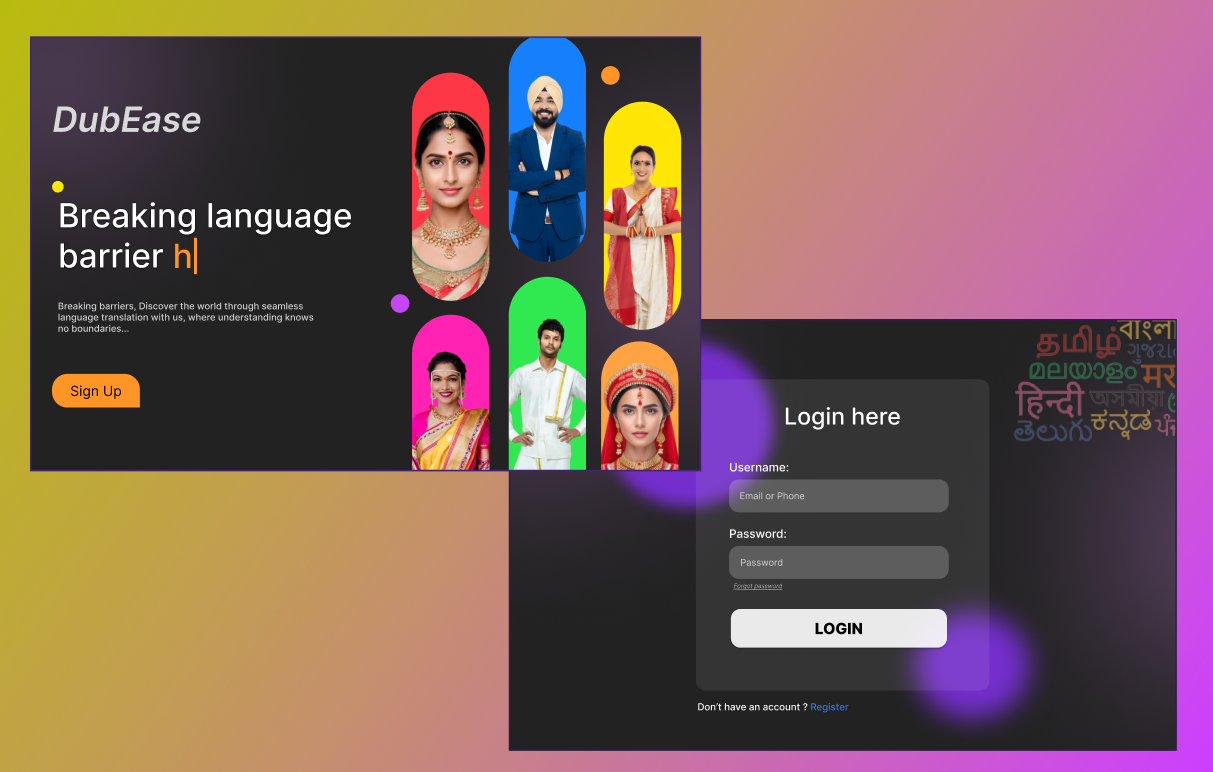 DubEase
Breaking language
barrier h
Breaking barriers, Discover the world through seamless
language translation with us, where understanding knows
no boundaries...
Sign Up
தமிழ்
മലയാളം
हिन्दी
অসমীয়া
తెలుగు
ಕನ್ನಡ
Login here
Username:
Email or Phone
Password:
Password
Forgot password
LOGIN
Don't have an account ? Register